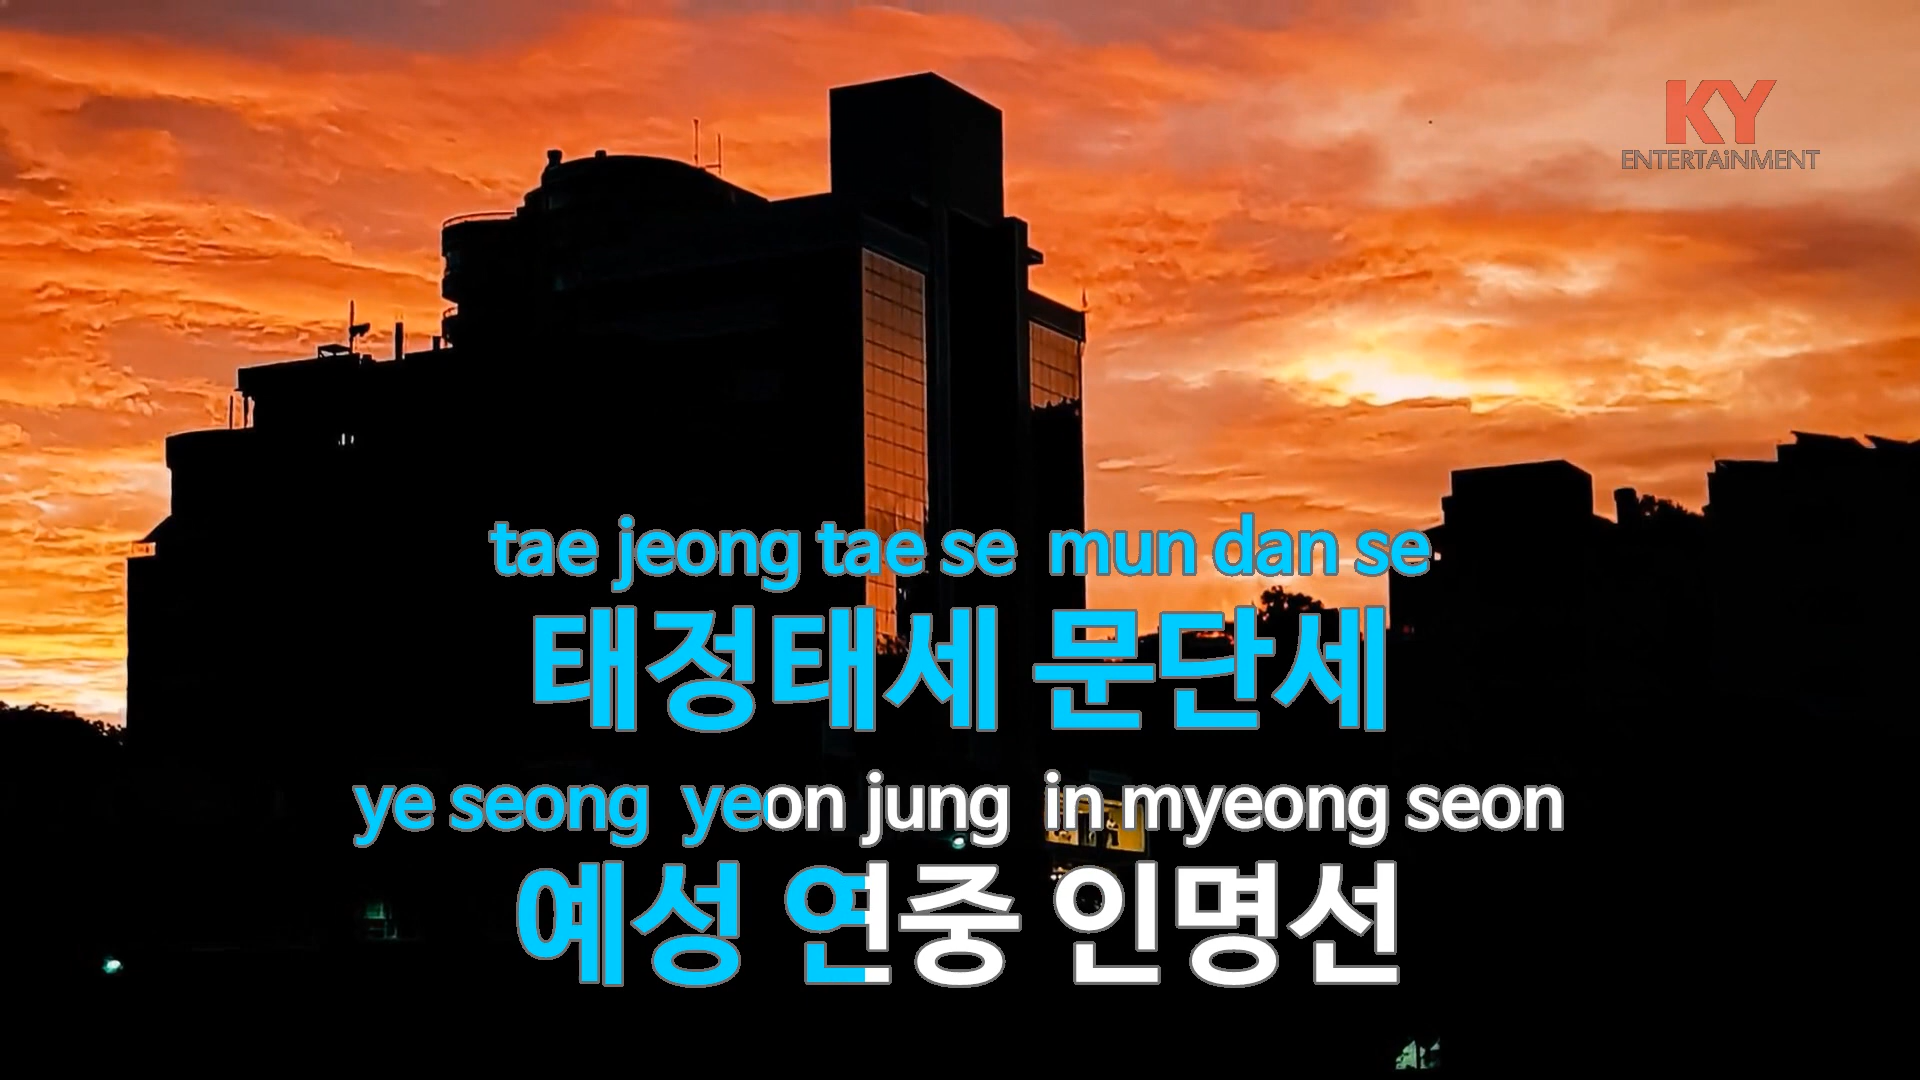 KY
ENTERTAiNMENT
tae jeong tae se mun dan se
태정태세 문단세
ye seong yeon jung in myeong seon
예성 연중 인명선